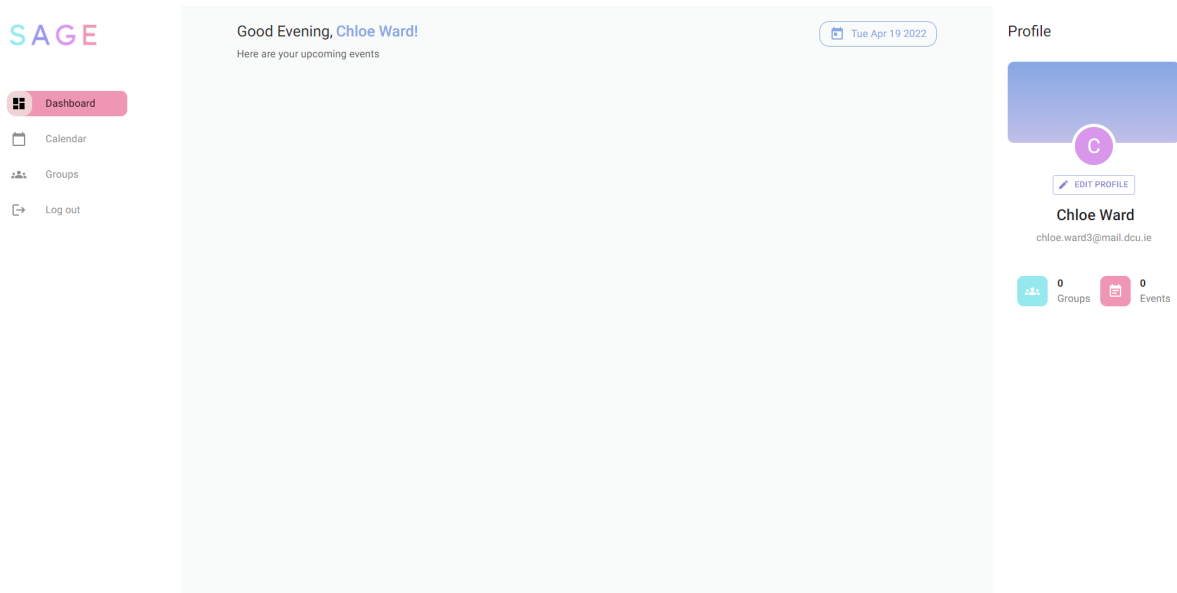 SAGE
Dashboard
Calendar
Groups
Log out
Good Evening, Chloe Ward!
Here are your upcoming events
Tue Apr 19 2022
Profile
C
EDIT PROFILE
Chloe Ward
chloe.ward3@mail.dcu.ie
0
Groups
0
Events